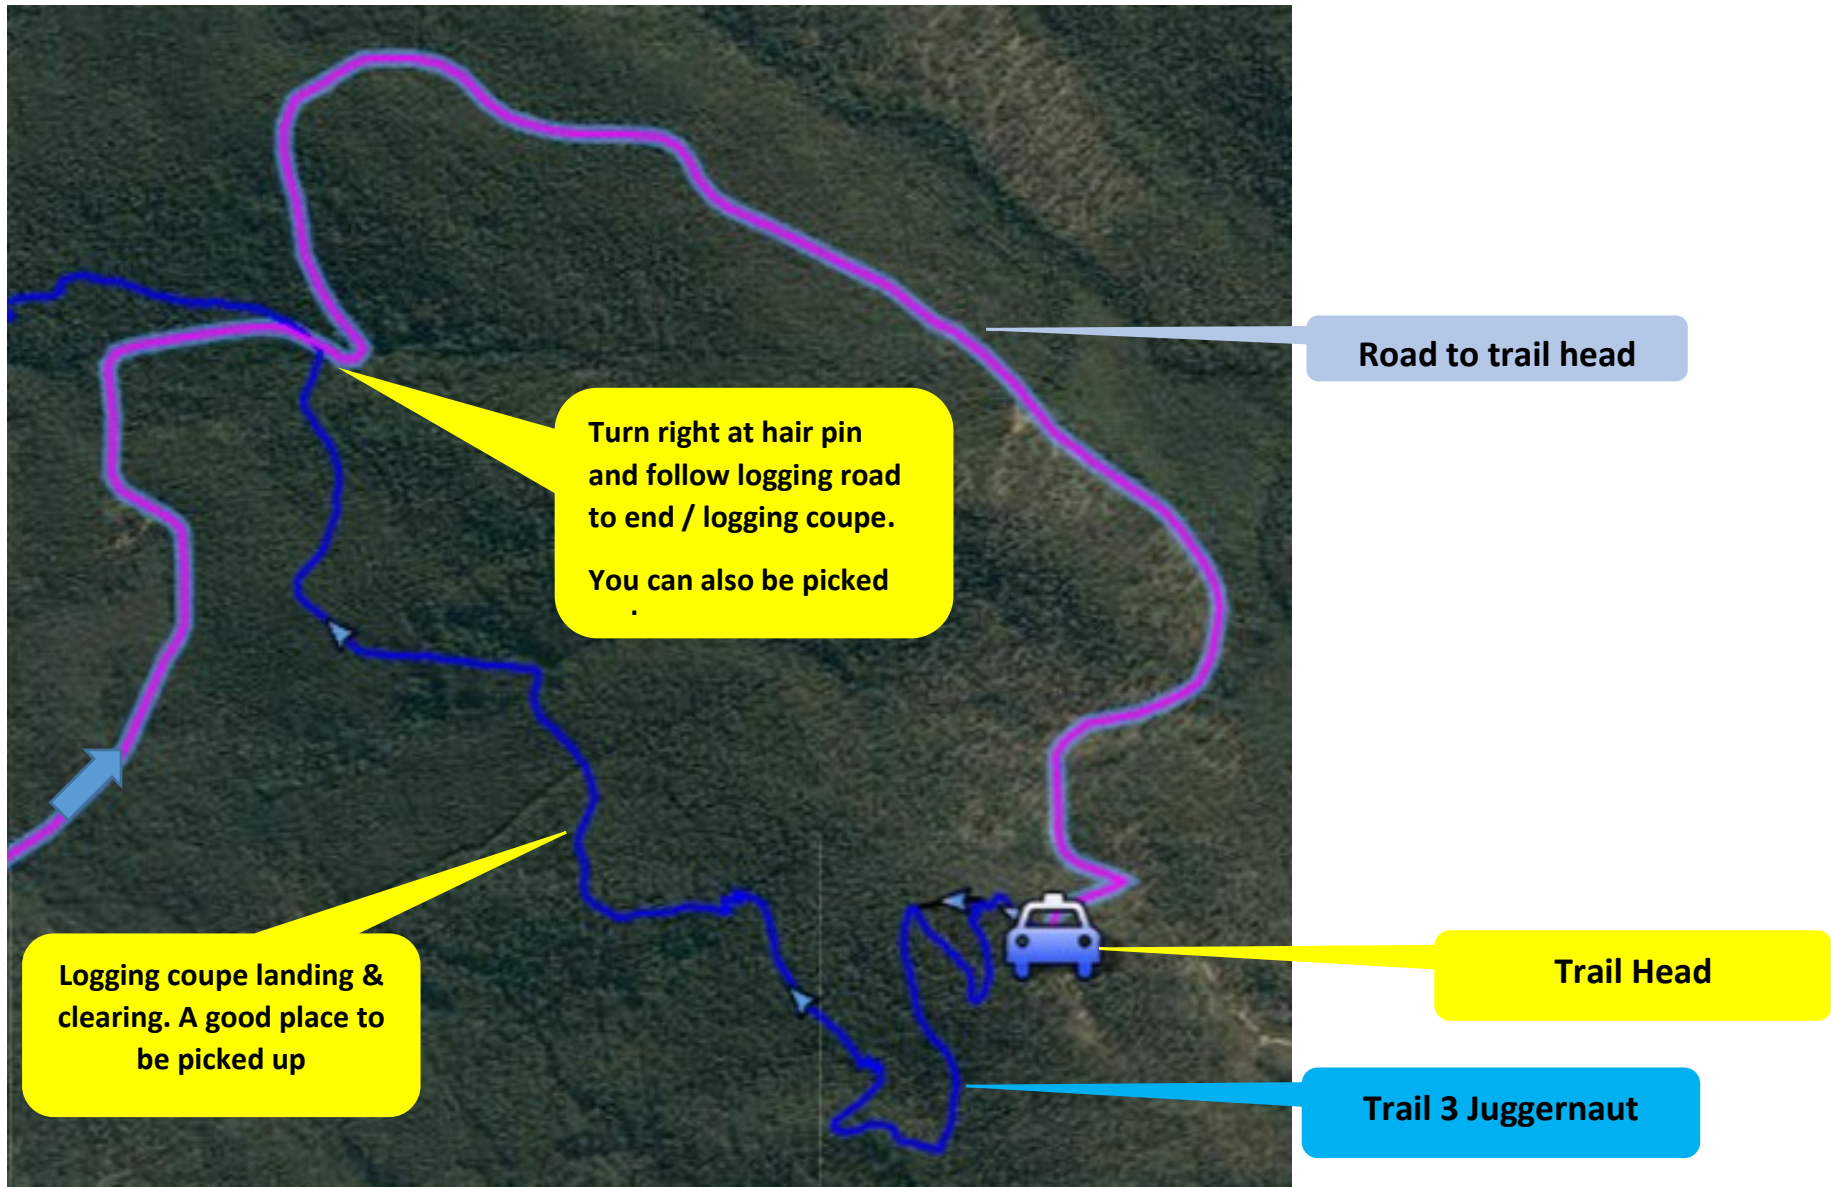 Road to trail head
Turn right at hair pin
and follow logging road
to end / logging coupe.
You can also be picked
Logging coupe landing &
clearing. A good place to
be picked up
Trail Head
Trail 3 Juggernaut